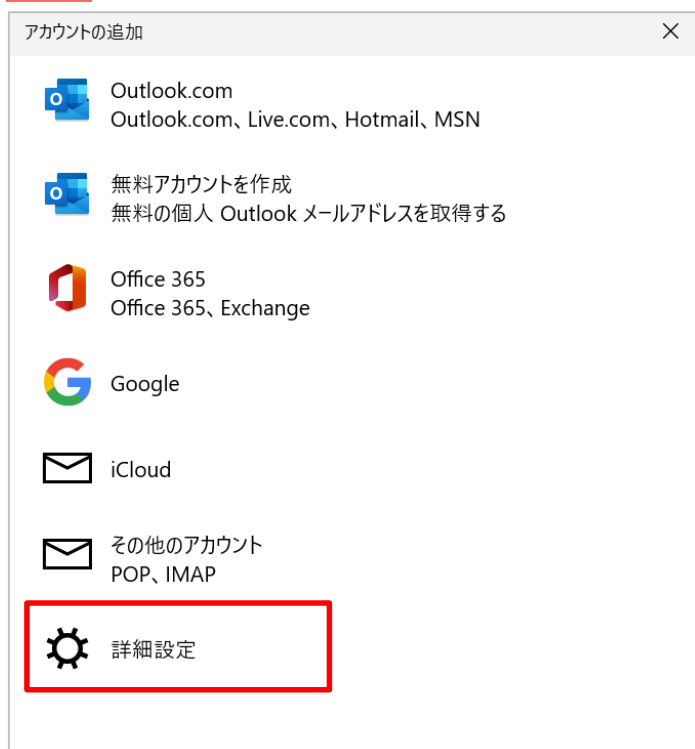 アカウントの追加
Outlook.com
Outlook.com、Live.com、Hotmail、MSN
無料アカウントを作成
無料の個人 Outlook メールアドレスを取得する
Office 365
Office 365、Exchange
Google
iCloud
その他のアカウント
POP、IMAP
詳細設定